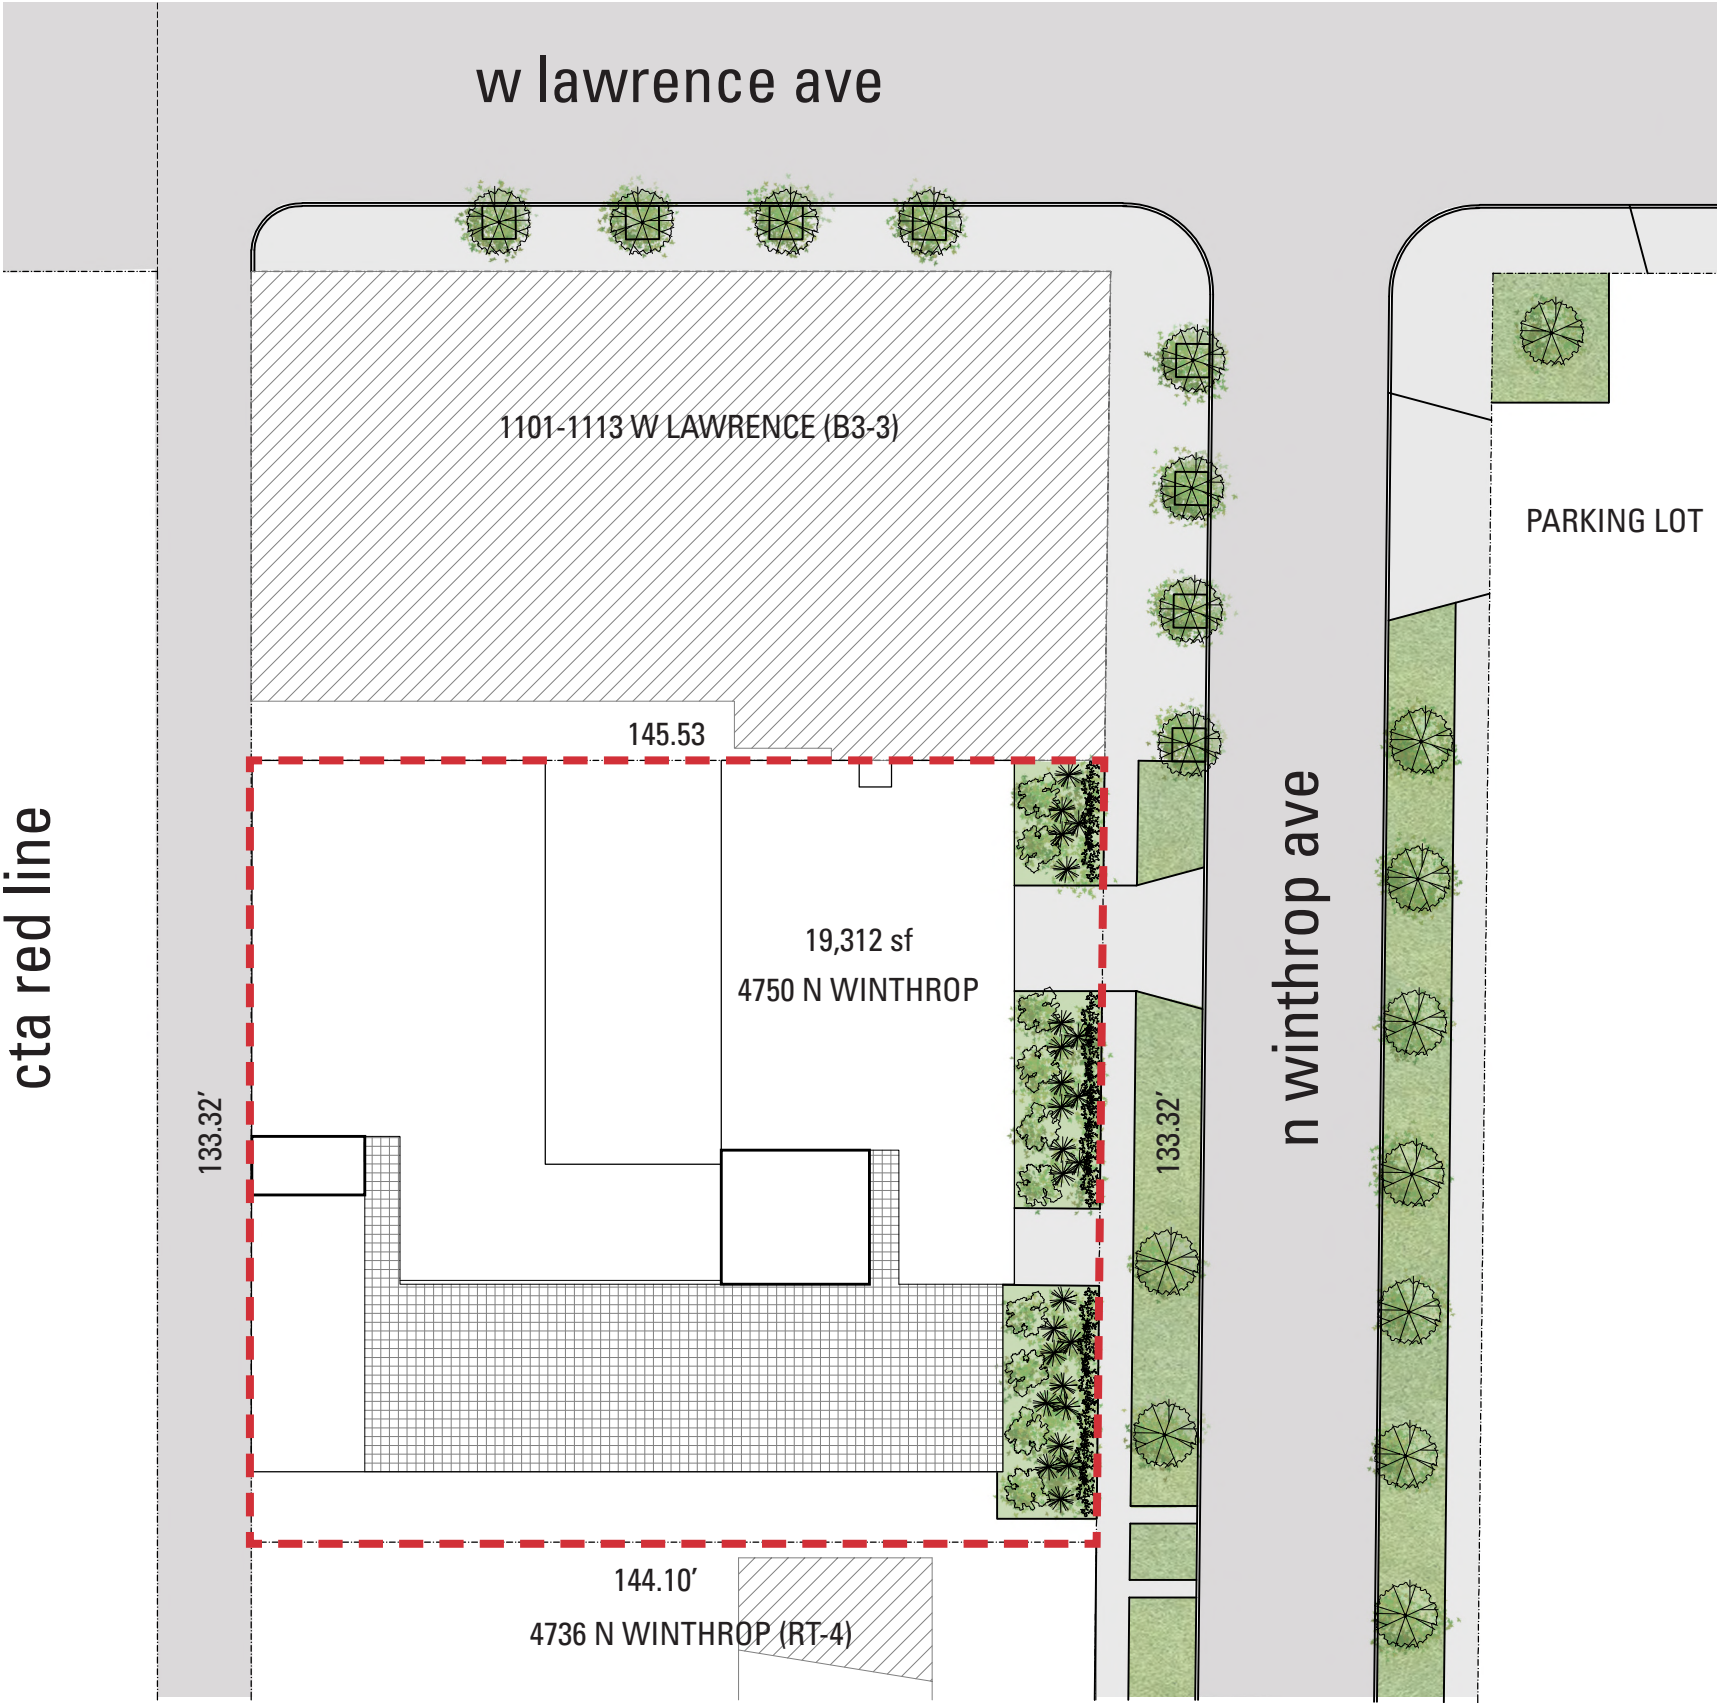 w lawrence ave
1101-1113 W LAWRENCE (B3-3)
PARKING LOT
145.53
cta red line
n winthrop ave
19,312 sf
4750 N WINTHROP
133.32'
133.32'
144.10'
4736 N WINTHROP (RT-4)